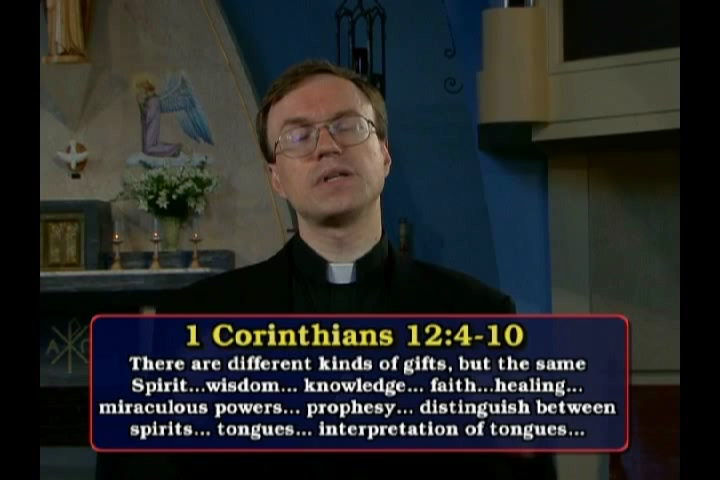 1 Corinthians 12:4-10
There are different kinds of gifts, but the same
Spirit...wisdom... knowledge... faith...healing...
miraculous powers... prophesy... distinguish between
spirits... tongues... interpretation of tongues...